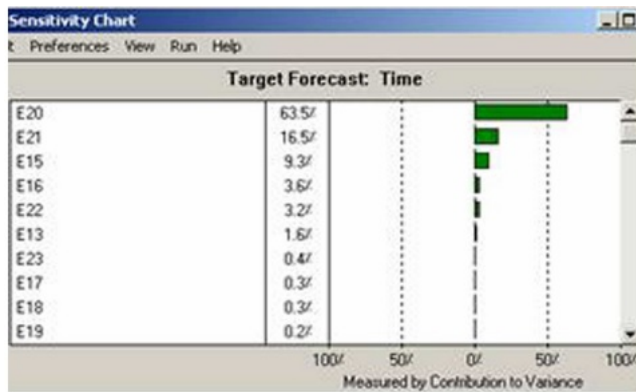 Sensitivity Chart
t Preferences View Run Help
Target Forecast: Time
E20 63.5%
E21 16.5%
E15 9.3%
E16 3.6%
E22 3.2%
E13 1.6%
E23 0.4%
E17 0.3%
E18 0.3%
E19 0.2%
100% 50% 0% 50% 100%
Measured by Contribution to Variance